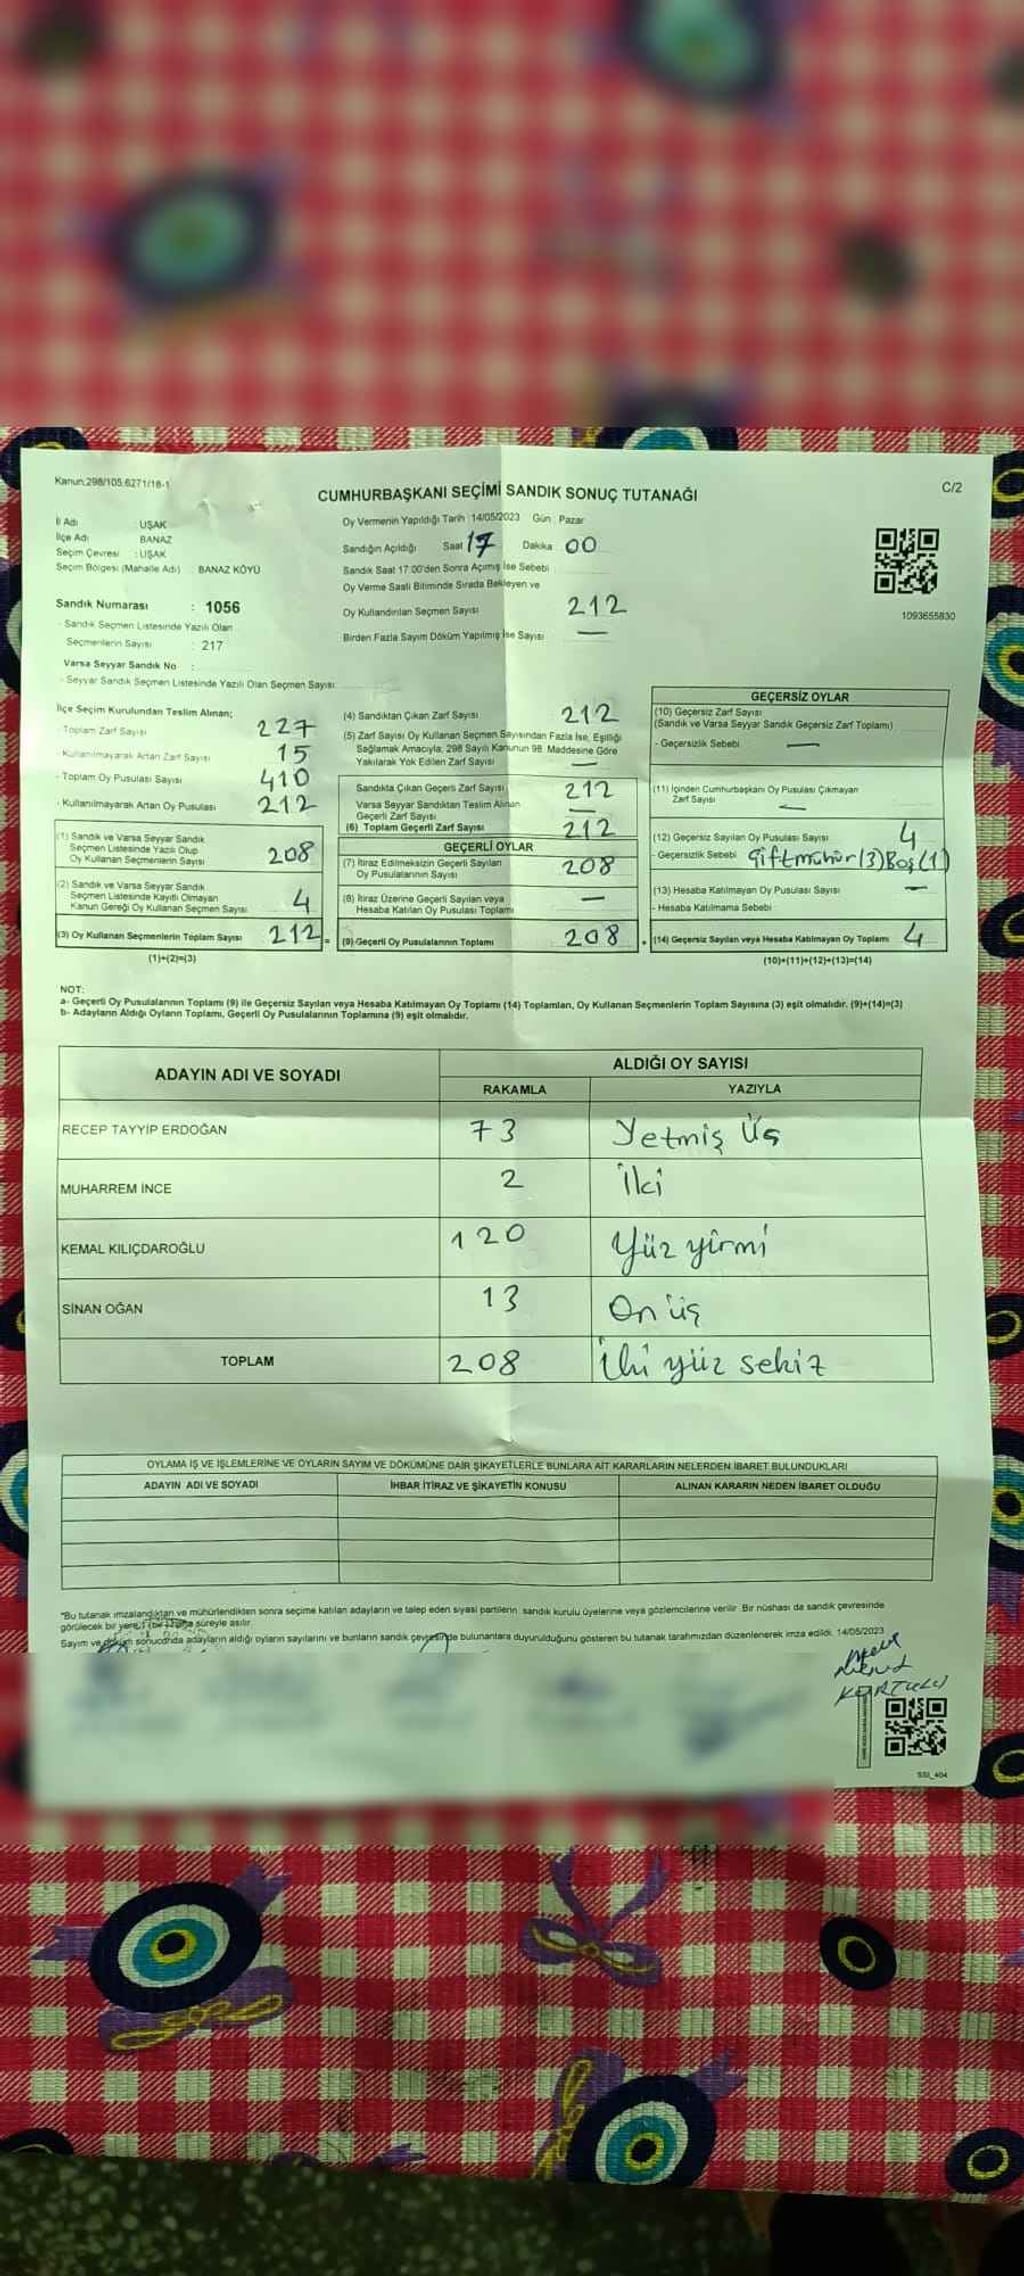 Kanun:298/105,6271/16-1
C/2
CUMHURBAŞKANI SEÇİMİ SANDIK SONUÇ TUTANAĞI
İl Adı : UŞAK
İlçe Adı : BANAZ
Seçim Çevresi : UŞAK
Seçim Bölgesi (Mahalle Adı) : BANAZ KÖYÜ
Oy Vermenin Yapıldığı Tarih : 14/05/2023 Gün : Pazar
Sandığın Açıldığı Saat 17 Dakika 00
Sandık Saat 17:00'den Sonra Açımış İse Sebebi
Oy Verme Saati Bitiminde Sırada Bekleyen ve
Oy Kullandırılan Seçmen Sayısı 212
Birden Fazla Sayım Döküm Yapılmış İse Sayısı —
1093655830
Sandık Numarası : 1056
- Sandık Seçmen Listesinde Yazılı Olan
Seçmenlerin Sayısı : 217
Varsa Seyyar Sandık No :
- Seyyar Sandık Seçmen Listesinde Yazılı Olan Seçmen Sayısı:
İlçe Seçim Kurulundan Teslim Alınan;
- Toplam Zarf Sayısı 227
- Kullanılmayarak Artan Zarf Sayısı 15
- Toplam Oy Pusulası Sayısı 410
- Kullanılmayarak Artan Oy Pusulası 212
(1) Sandık ve Varsa Seyyar Sandık
Seçmen Listesinde Yazılı Olup
Oy Kullanan Seçmenlerin Sayısı 208
(2) Sandık ve Varsa Seyyar Sandık
Seçmen Listesinde Kayıtlı Olmayan
Kanun Gereği Oy Kullanan Seçmen Sayısı 4
(3) Oy Kullanan Seçmenlerin Toplam Sayısı 212
(1)+(2)=(3)
(4) Sandıktan Çıkan Zarf Sayısı 212
(5) Zarf Sayısı Oy Kullanan Seçmen Sayısından Fazla İse, Eşitliği
Sağlamak Amacıyla, 298 Sayılı Kanunun 98. Maddesine Göre
Yakılarak Yok Edilen Zarf Sayısı —
Sandıkta Çıkan Geçerli Zarf Sayısı 212
Varsa Seyyar Sandıktan Teslim Alınan
Geçerli Zarf Sayısı —
(6) Toplam Geçerli Zarf Sayısı 212
GEÇERLİ OYLAR
(7) İtiraz Edilmeksizin Geçerli Sayılan
Oy Pusulalarının Sayısı 208
(8) İtiraz Üzerine Geçerli Sayılan veya
Hesaba Katılan Oy Pusulası Toplamı —
(9) Geçerli Oy Pusulalarının Toplamı 208
GEÇERSİZ OYLAR
(10) Geçersiz Zarf Sayısı
(Sandık ve Varsa Seyyar Sandık Geçersiz Zarf Toplamı)
- Geçersizlik Sebebi —
(11) İçinden Cumhurbaşkanı Oy Pusulası Çıkmayan
Zarf Sayısı —
(12) Geçersiz Sayılan Oy Pusulası Sayısı 4
- Geçersizlik Sebebi Çiftmühür(3)Boş(1)
(13) Hesaba Katılmayan Oy Pusulası Sayısı —
- Hesaba Katılmama Sebebi
(14) Geçersiz Sayılan veya Hesaba Katılmayan Oy Toplamı 4
(10)+(11)+(12)+(13)=(14)
NOT:
a- Geçerli Oy Pusulalarının Toplamı (9) ile Geçersiz Sayılan veya Hesaba Katılmayan Oy Toplamı (14) Toplamları, Oy Kullanan Seçmenlerin Toplam Sayısına (3) eşit olmalıdır. (9)+(14)=(3)
b- Adayların Aldığı Oyların Toplamı, Geçerli Oy Pusulalarının Toplamına (9) eşit olmalıdır.
ADAYIN ADI VE SOYADI
ALDIĞI OY SAYISI
RAKAMLA YAZIYLA
RECEP TAYYİP ERDOĞAN 73 Yetmiş Üç
MUHARREM İNCE 2 İki
KEMAL KILIÇDAROĞLU 120 Yüz yirmi
SİNAN OĞAN 13 On üç
TOPLAM 208 İki yüz sekiz
OYLAMA İŞ VE İŞLEMLERİNE VE OYLARIN SAYIM VE DÖKÜMÜNE DAİR ŞİKAYETLERLE BUNLARA AİT KARARLARIN NELERDEN İBARET BULUNDUKLARI
ADAYIN ADI VE SOYADI İHBAR İTİRAZ VE ŞİKAYETİN KONUSU ALINAN KARARIN NEDEN İBARET OLDUĞU
*Bu tutanak imzalandıktan ve mühürlendikten sonra seçime katılan adayların ve talep eden siyasi partilerin sandık kurulu üyelerine veya gözlemcilerine verilir. Bir nüshası da sandık çevresinde
görülecek bir yere 1 (bir) hafta süreyle asılır.
Sayım ve döküm sonucunda adayların aldığı oyların sayılarını ve bunların sandık çevresinde bulunanlara duyurulduğunu gösteren bu tutanak tarafımızdan düzenlenerek imza edildi. 14/05/2023
SSI_404